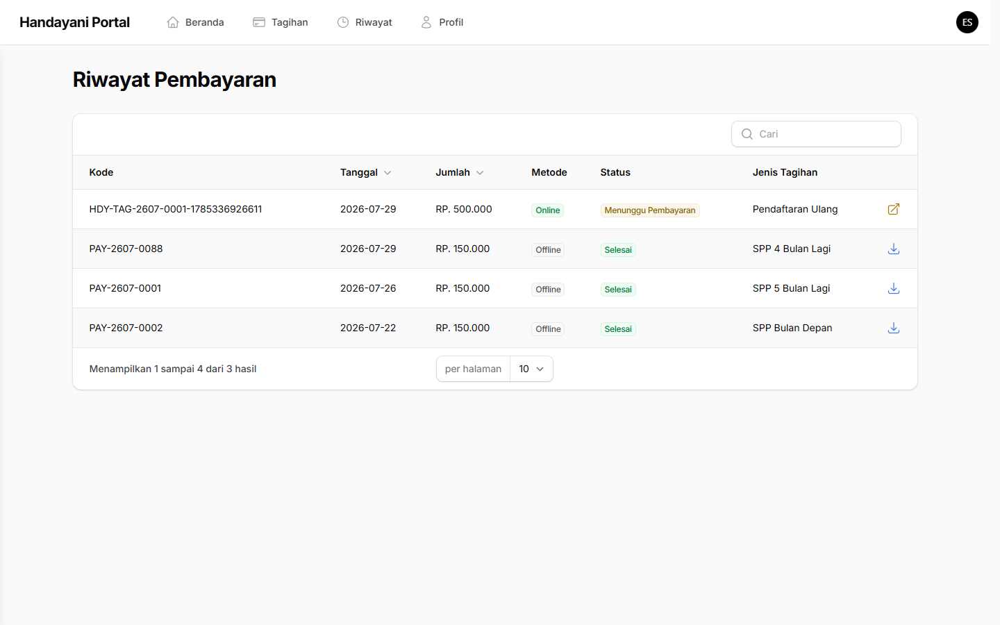 Handayani Portal Beranda Tagihan Riwayat Profil ES
Riwayat Pembayaran
Cari
Kode Tanggal Jumlah Metode Status Jenis Tagihan
HDY-TAG-2607-0001-1785336926611 2026-07-29 RP. 500.000 Online Menunggu Pembayaran Pendaftaran Ulang
PAY-2607-0088 2026-07-29 RP. 150.000 Offline Selesai SPP 4 Bulan Lagi
PAY-2607-0001 2026-07-26 RP. 150.000 Offline Selesai SPP 5 Bulan Lagi
PAY-2607-0002 2026-07-22 RP. 150.000 Offline Selesai SPP Bulan Depan
Menampilkan 1 sampai 4 dari 3 hasil per halaman 10